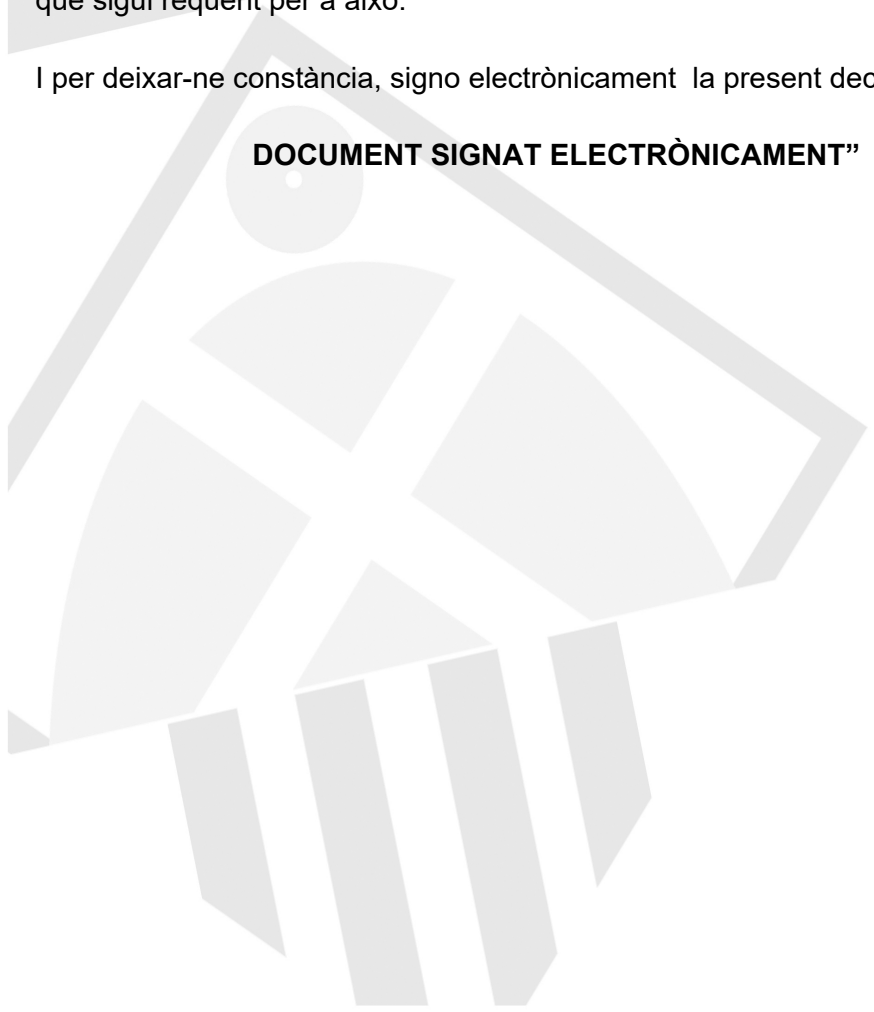 que sigui requerit per a això.
I per deixar-ne constància, signo electrònicament la present dec
DOCUMENT SIGNAT ELECTRÒNICAMENT”